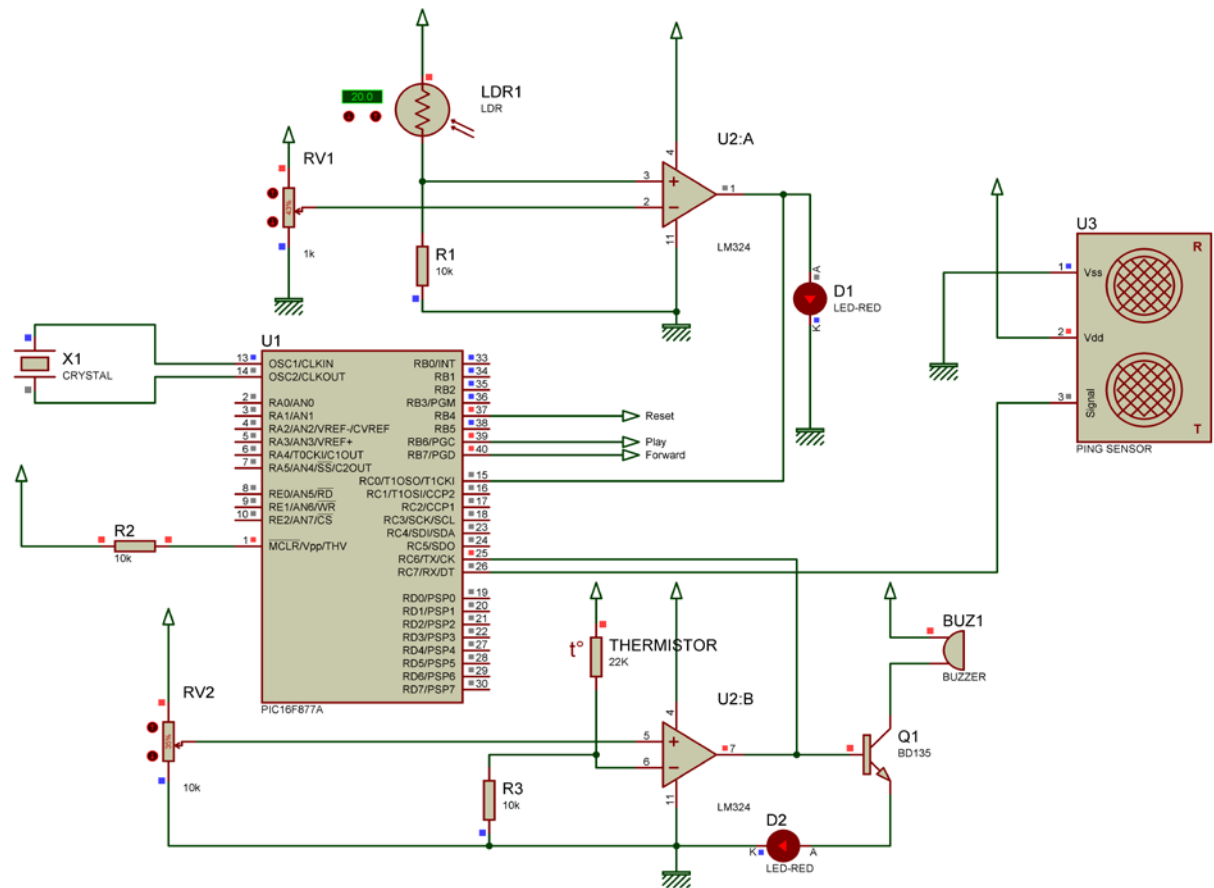 LDR1
LDR
20.0
RV1
43%
1k
R1
10k
U2:A
3
2
4
11
1
+
−
LM324
D1
LED-RED
A
K
U3
R
T
1
Vss
2
Vdd
3
Signal
PING SENSOR
X1
CRYSTAL
U1
13 OSC1/CLKIN
14 OSC2/CLKOUT
2 RA0/AN0
3 RA1/AN1
4 RA2/AN2/VREF-/CVREF
5 RA3/AN3/VREF+
6 RA4/T0CKI/C1OUT
7 RA5/AN4/SS/C2OUT
8 RE0/AN5/RD
9 RE1/AN6/WR
10 RE2/AN7/CS
1 MCLR/Vpp/THV
RB0/INT 33
RB1 34
RB2 35
RB3/PGM 36
RB4 37 Reset
RB5 38
RB6/PGC 39 Play
RB7/PGD 40 Forward
RC0/T1OSO/T1CKI 15
RC1/T1OSI/CCP2 16
RC2/CCP1 17
RC3/SCK/SCL 18
RC4/SDI/SDA 23
RC5/SDO 24
RC6/TX/CK 25
RC7/RX/DT 26
RD0/PSP0 19
RD1/PSP1 20
RD2/PSP2 21
RD3/PSP3 22
RD4/PSP4 27
RD5/PSP5 28
RD6/PSP6 29
RD7/PSP7 30
PIC16F877A
R2
10k
RV2
10k
t°
THERMISTOR
22K
R3
10k
U2:B
5
6
4
11
7
+
−
LM324
BUZ1
BUZZER
Q1
BD135
D2
K
A
LED-RED